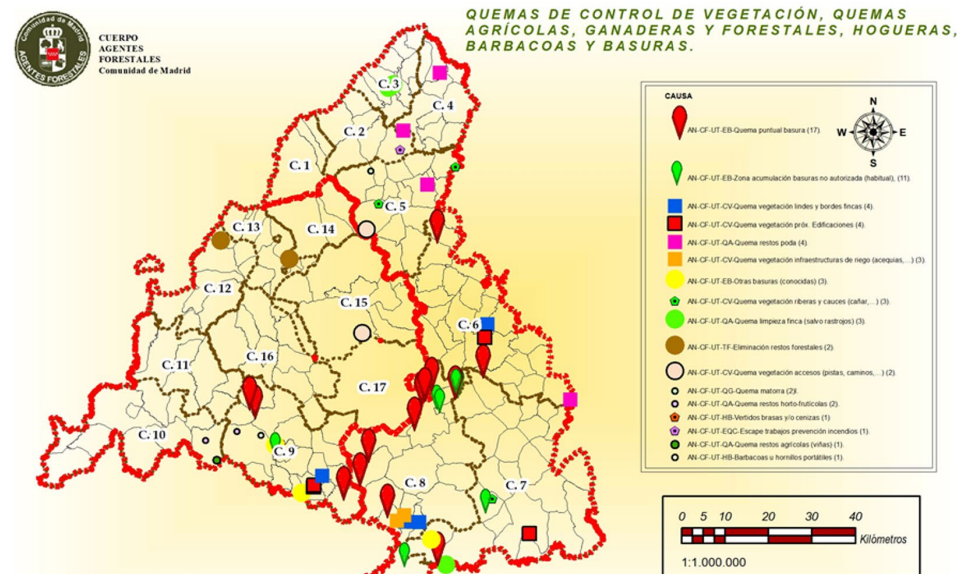 QUEMAS DE CONTROL DE VEGETACIÓN, QUEMAS
AGRÍCOLAS, GANADERAS Y FORESTALES, HOGUERAS,
BARBACOAS Y BASURAS.
AGENTES FORESTALES
CUERPO
AGENTES
FORESTALES
Comunidad de Madrid
CAUSA
AN-CF-UT-EB-Quema puntual basura (17).
AN-CF-UT-EB-Zona acumulación basuras no autorizada (habitual), (11).
AN-CF-UT-CV-Quema vegetación lindes y bordes fincas (4).
AN-CF-UT-CV-Quema vegetación próx. Edificaciones (4).
AN-CF-UT-QA-Quema restos poda (4).
AN-CF-UT-CV-Quema vegetación infraestructuras de riego (acequias,...) (3).
AN-CF-UT-EB-Otras basuras (conocidas) (3).
AN-CF-UT-CV-Quema vegetación riberas y cauces (cañar,...) (3).
AN-CF-UT-QA-Quema limpieza finca (salvo rastrojos) (3).
AN-CF-UT-TF-Eliminación restos forestales (2).
AN-CF-UT-CV-Quema vegetación accesos (pistas, caminos,...) (2).
AN-CF-UT-QG-Quema matorra (2).
AN-CF-UT-QA-Quema restos horto-frutícolas (2).
AN-CF-UT-HB-Vertidos brasas y/o cenizas (1).
AN-CF-UT-EQC-Escape trabajos prevención incendios (1).
AN-CF-UT-QA-Quema restos agrícolas (viñas) (1).
AN-CF-UT-HB-Barbacoas u hornillos portátiles (1).
N
W
E
S
C. 3
C. 4
C. 2
C. 1
C. 5
C. 13
C. 14
C. 12
C. 15
C. 6
C. 16
C. 11
C. 17
C. 10
C. 9
C. 8
C. 7
0 5 10 20 30 40
Kilómetros
1:1.000.000